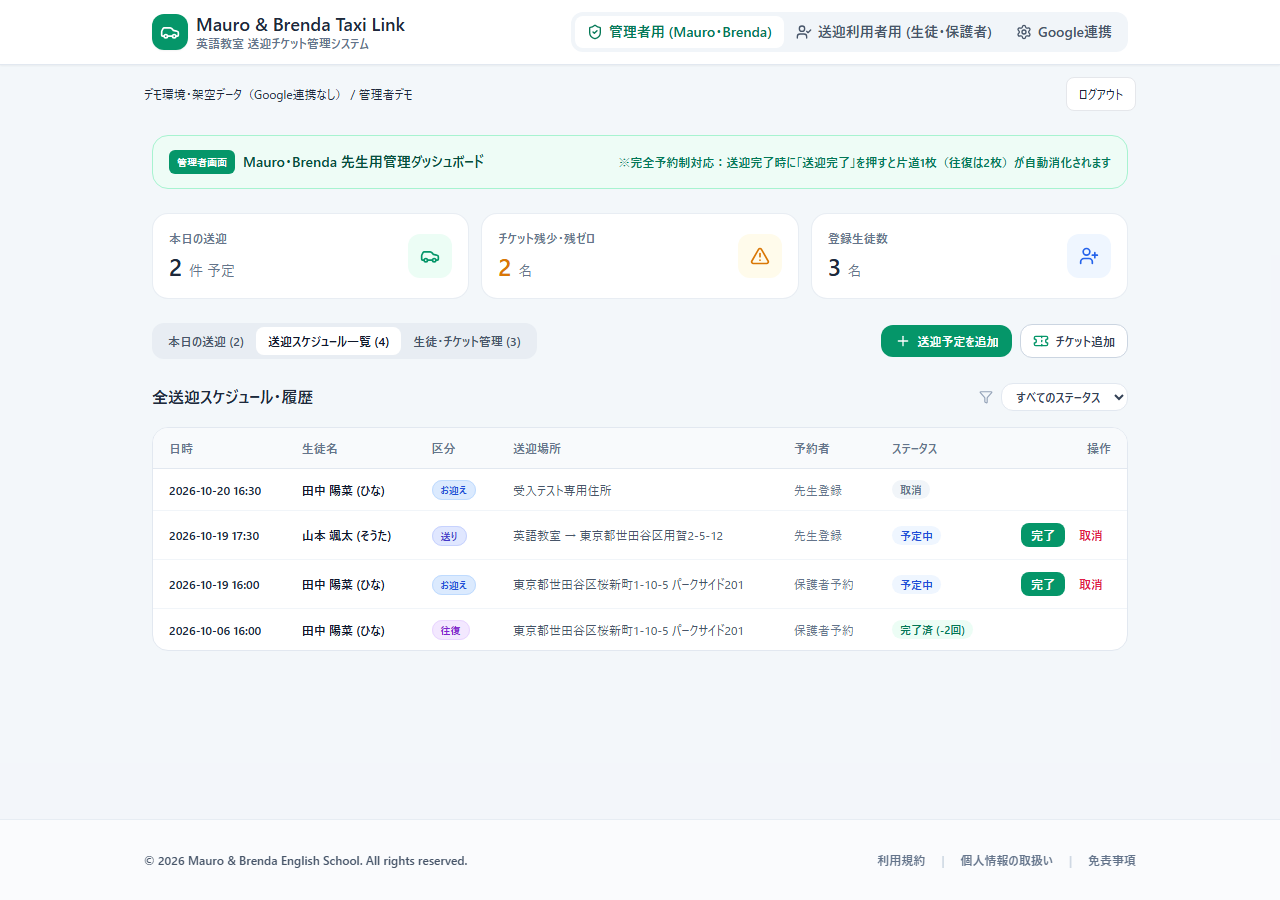 Mauro & Brenda Taxi Link
英語教室 送迎チケット管理システム
管理者用 (Mauro・Brenda)
送迎利用者用 (生徒・保護者)
Google連携
デモ環境・架空データ（Google連携なし） / 管理者デモ
ログアウト
管理者画面
Mauro・Brenda 先生用管理ダッシュボード
※完全予約制対応：送迎完了時に「送迎完了」を押すと片道1枚（往復は2枚）が自動消化されます
本日の送迎
2 件 予定
チケット残少・残ゼロ
2 名
登録生徒数
3 名
本日の送迎 (2)
送迎スケジュール一覧 (4)
生徒・チケット管理 (3)
送迎予定を追加
チケット追加
全送迎スケジュール・履歴
すべてのステータス
日時 生徒名 区分 送迎場所 予約者 ステータス 操作
2026-10-20 16:30 田中 陽菜 (ひな) お迎え 受入テスト専用住所 先生登録 取消
2026-10-19 17:30 山本 颯太 (そうた) 送り 英語教室 → 東京都世田谷区用賀2-5-12 先生登録 予定中 完了 取消
2026-10-19 16:00 田中 陽菜 (ひな) お迎え 東京都世田谷区桜新町1-10-5 パークサイド201 保護者予約 予定中 完了 取消
2026-10-06 16:00 田中 陽菜 (ひな) 往復 東京都世田谷区桜新町1-10-5 パークサイド201 保護者予約 完了済 (-2回)
© 2026 Mauro & Brenda English School. All rights reserved.
利用規約 | 個人情報の取扱い | 免責事項